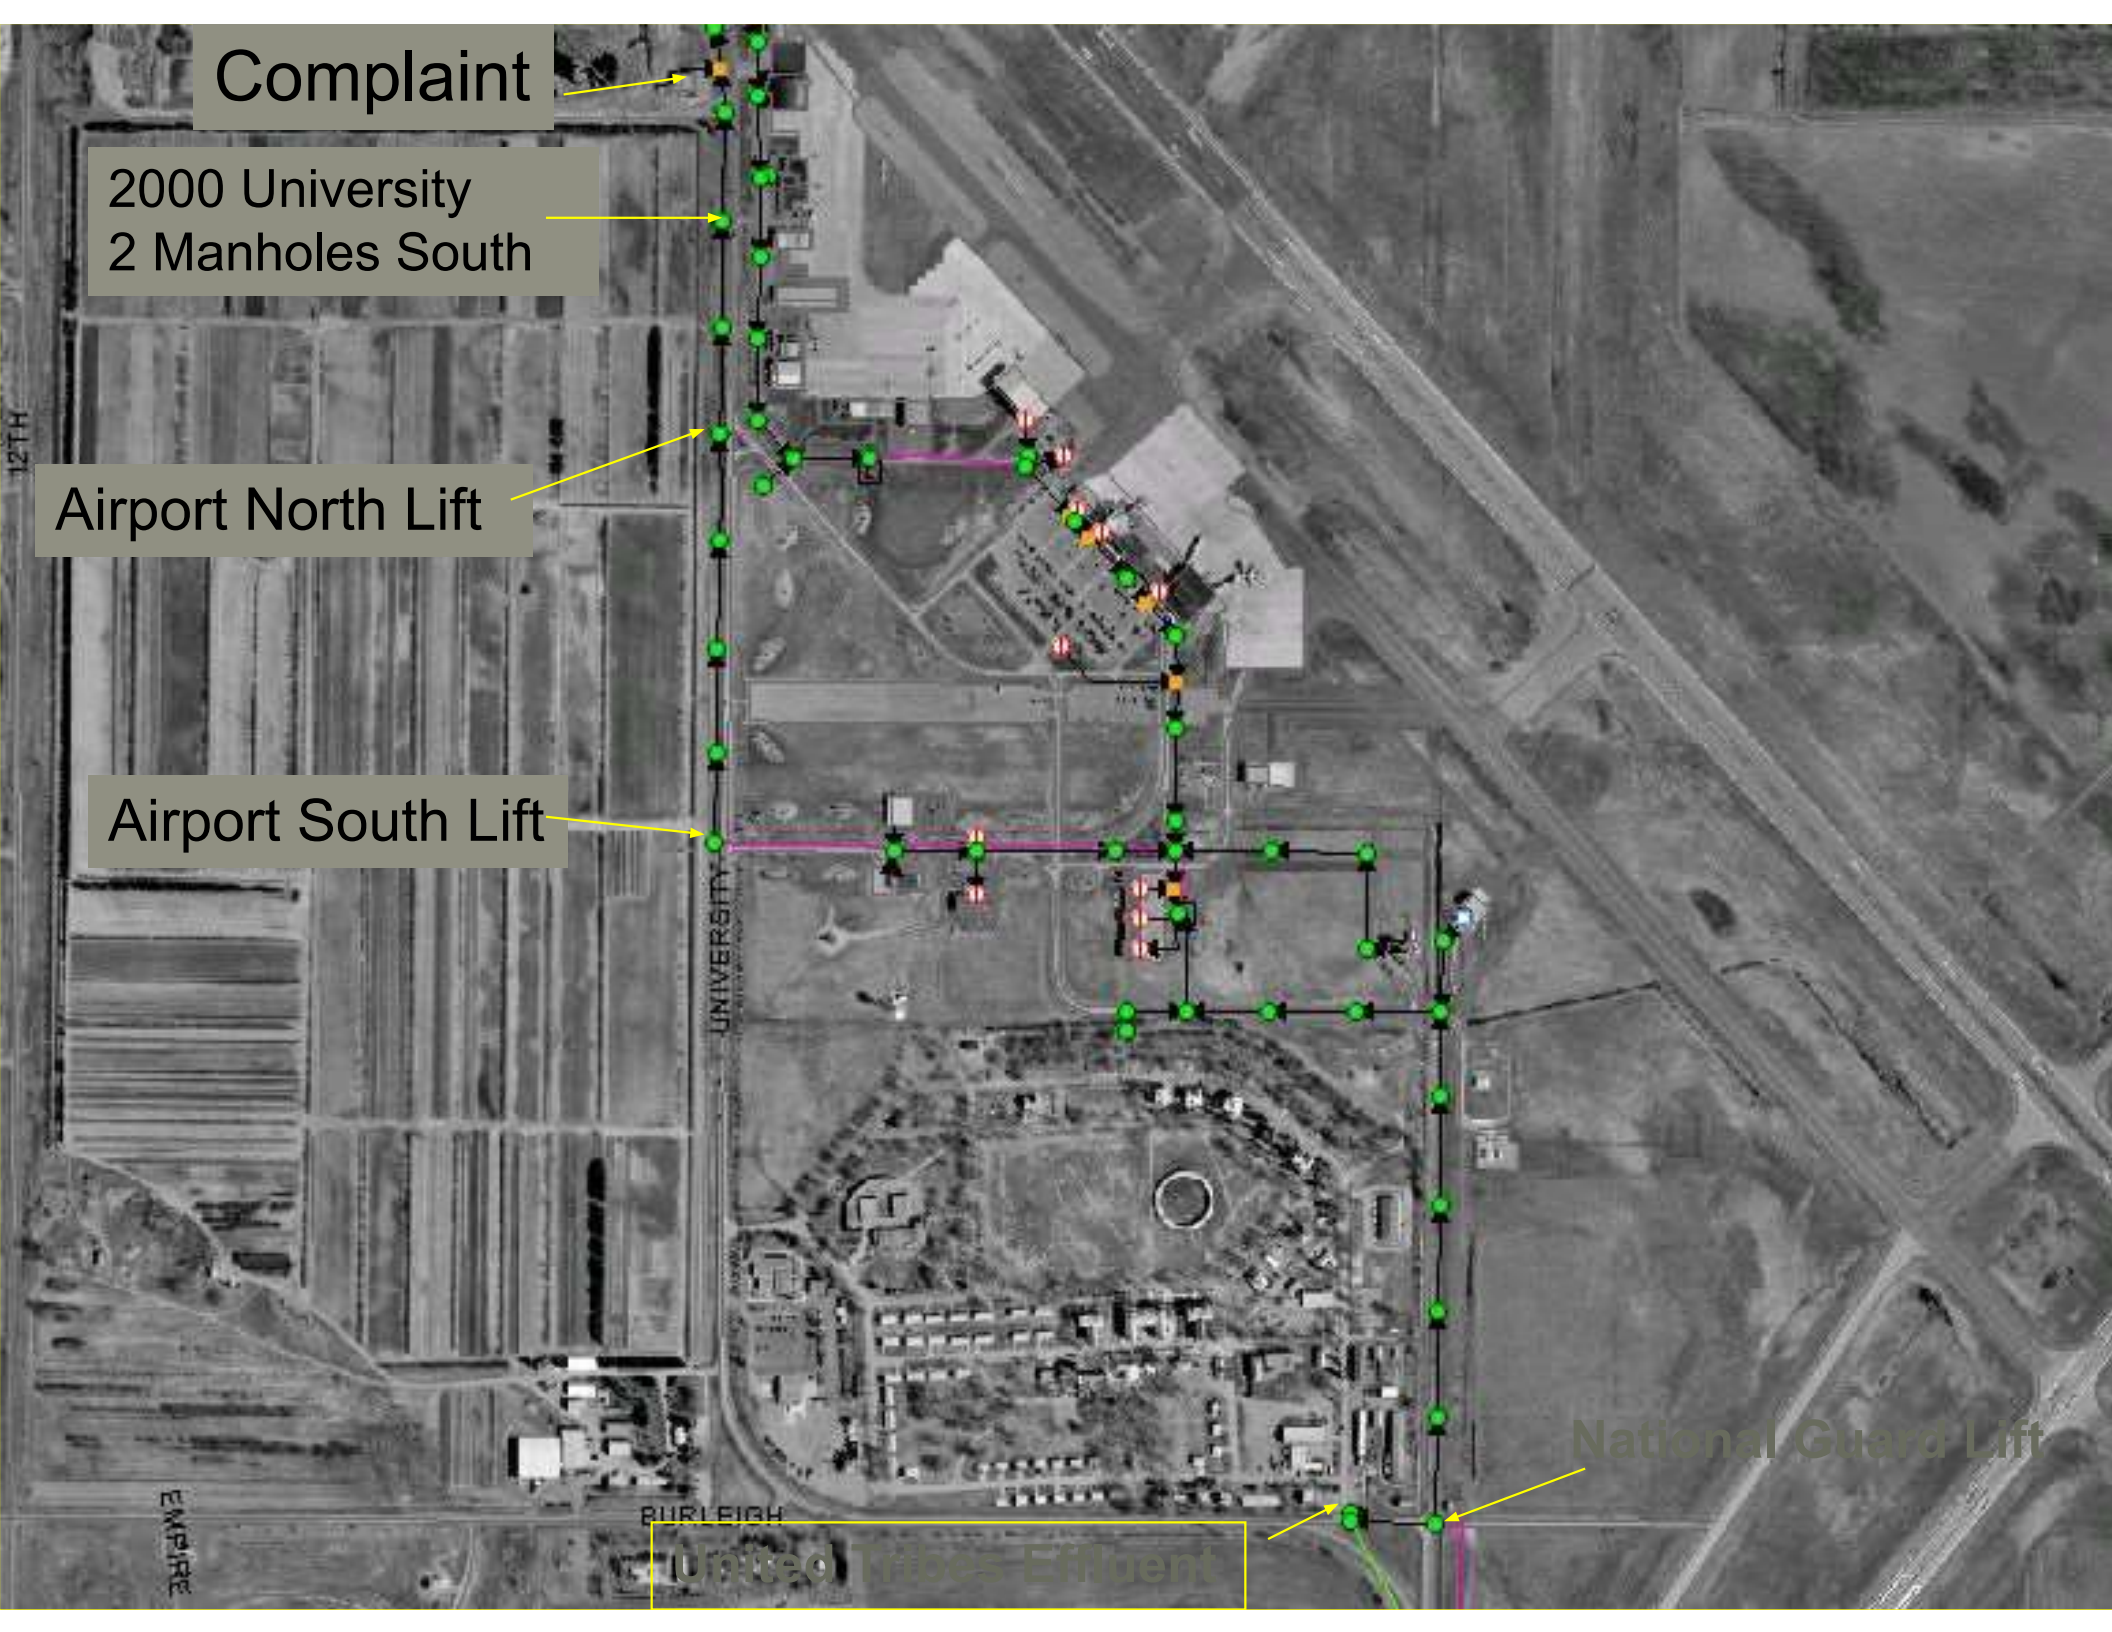 Complaint
2000 University
2 Manholes South
12TH
Airport North Lift
Airport South Lift
UNIVERSITY
National Guard Lift
EMPIRE
BURLEIGH
United Tribes Effluent